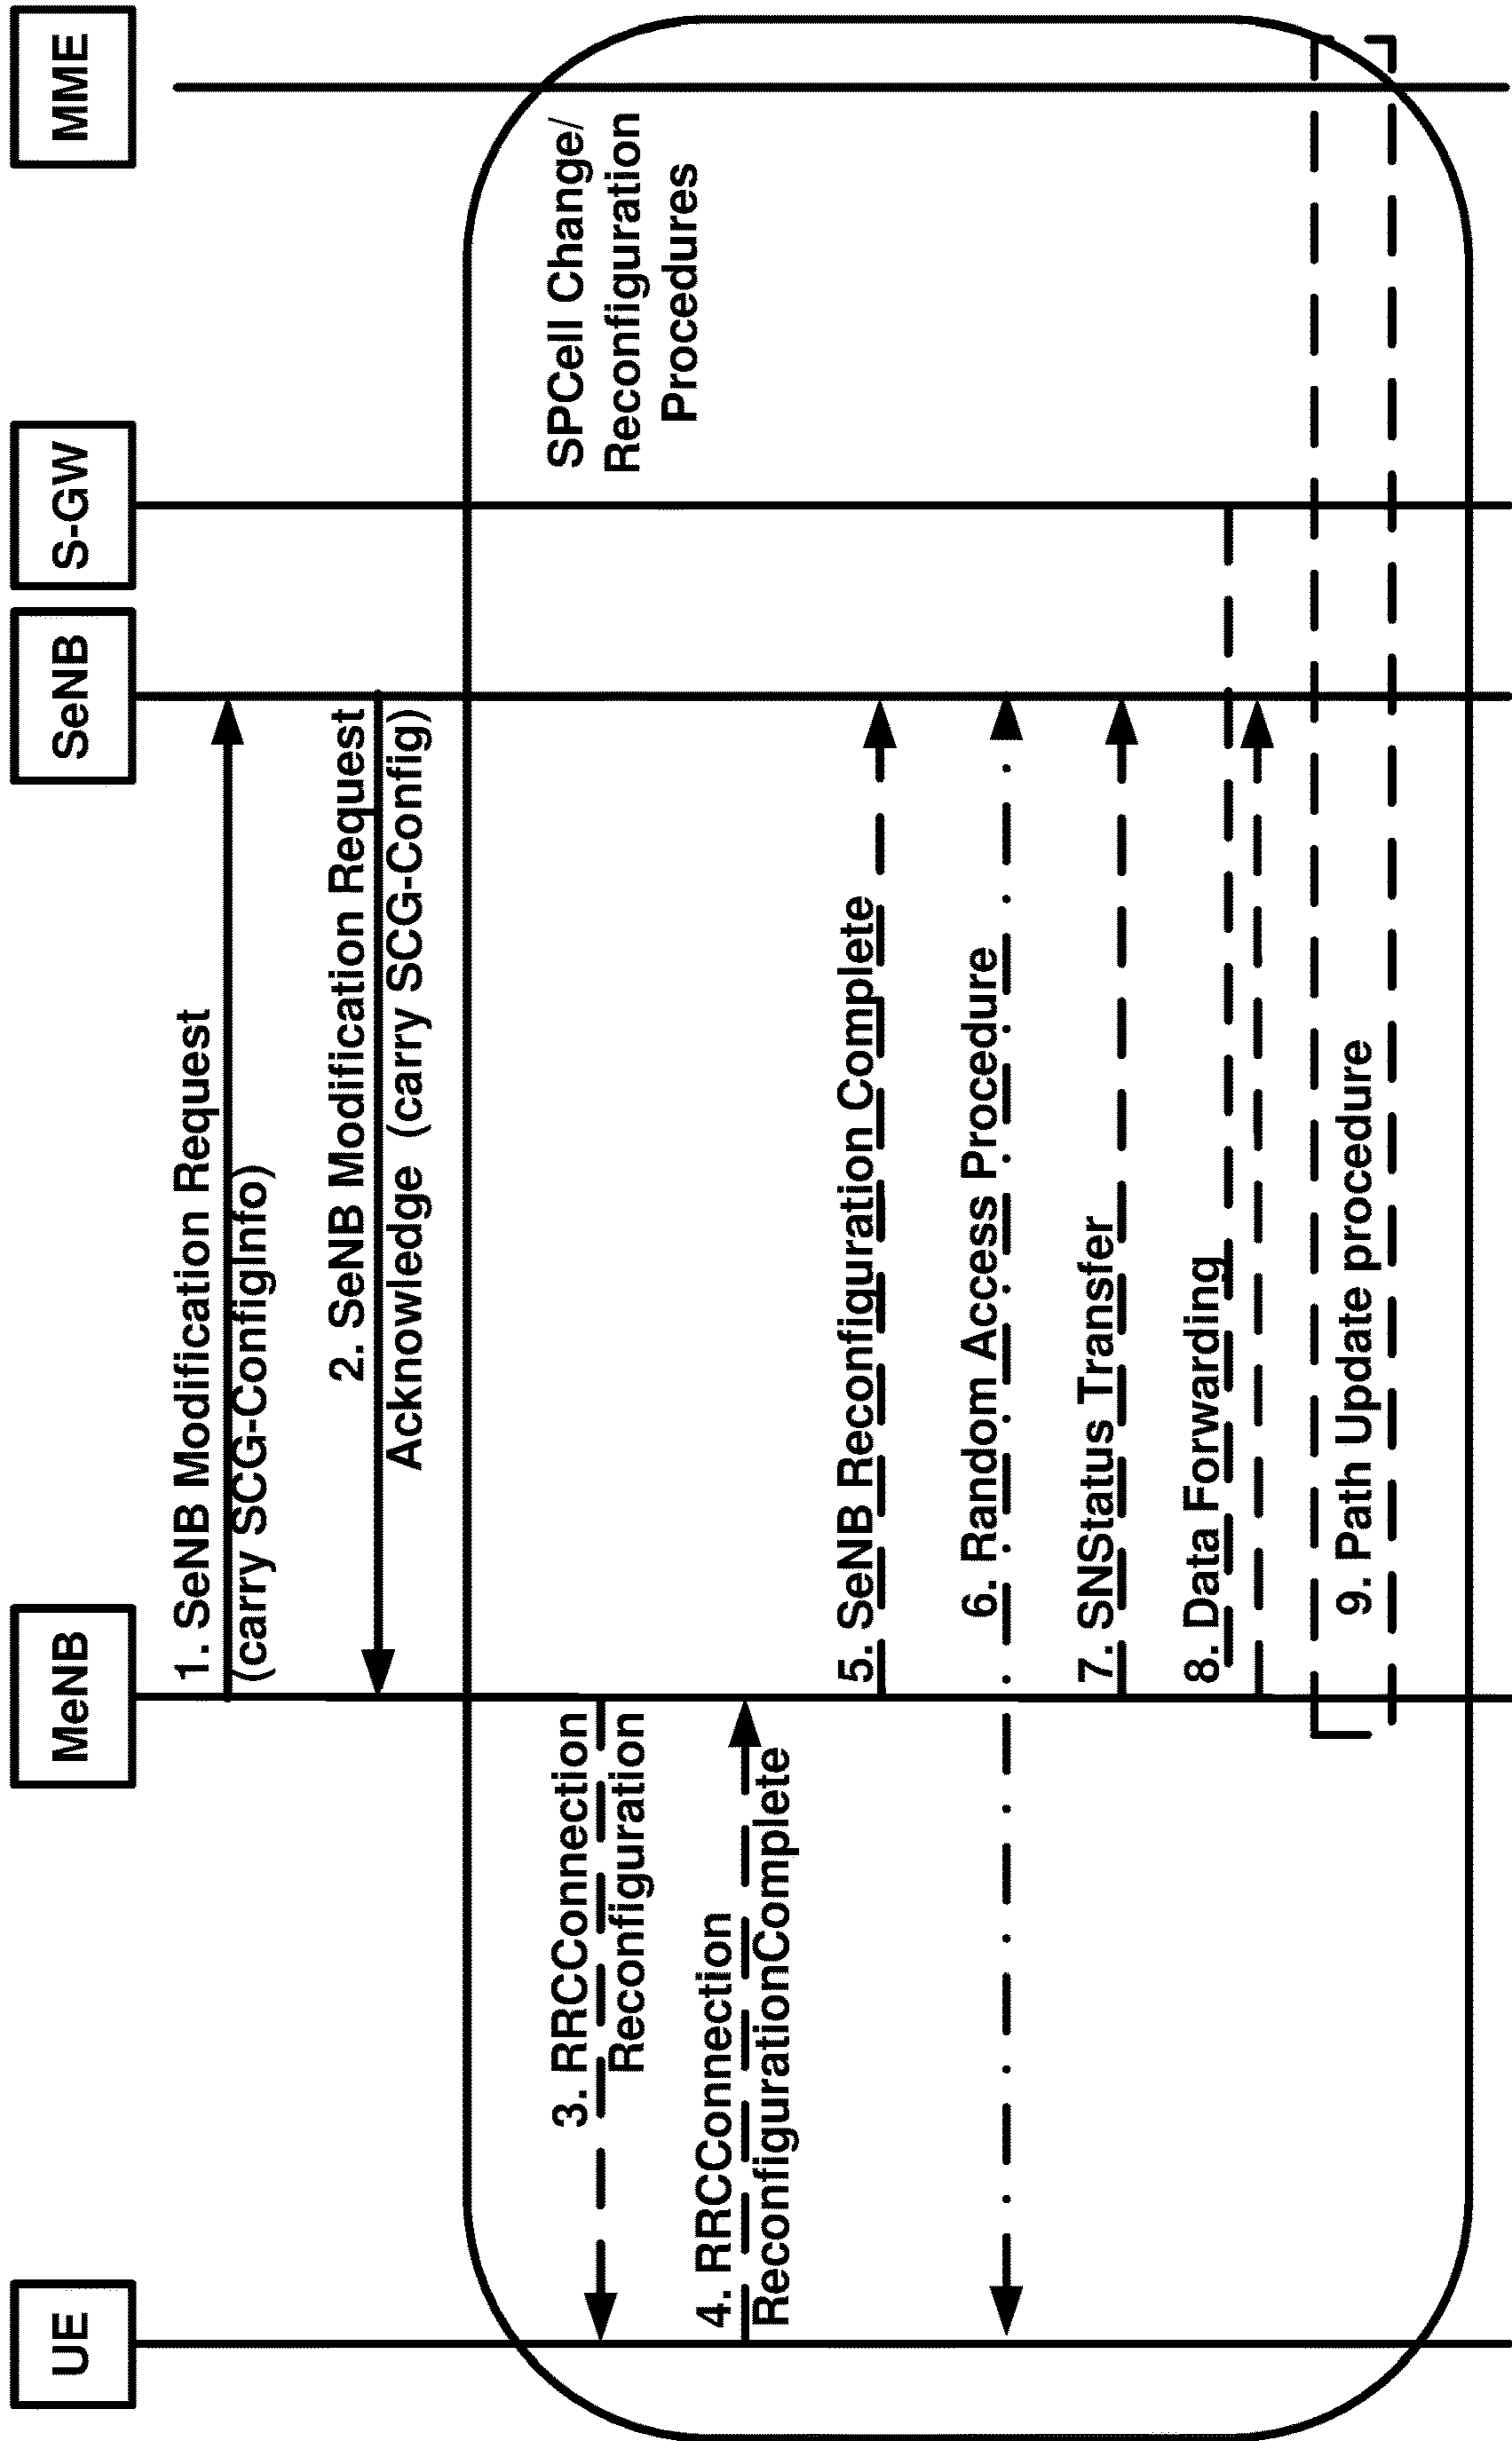 UE
MeNB
SeNB
S-GW
MME
1. SeNB Modification Request
(carry SCG-ConfigInfo)
2. SeNB Modification Request
Acknowledge (carry SCG-Config)
SPCell Change/
Reconfiguration
Procedures
3. RRCConnection
Reconfiguration
4. RRCConnection
ReconfigurationComplete
5. SeNB Reconfiguration Complete
6. Random Access Procedure
7. SNStatus Transfer
8. Data Forwarding
9. Path Update procedure